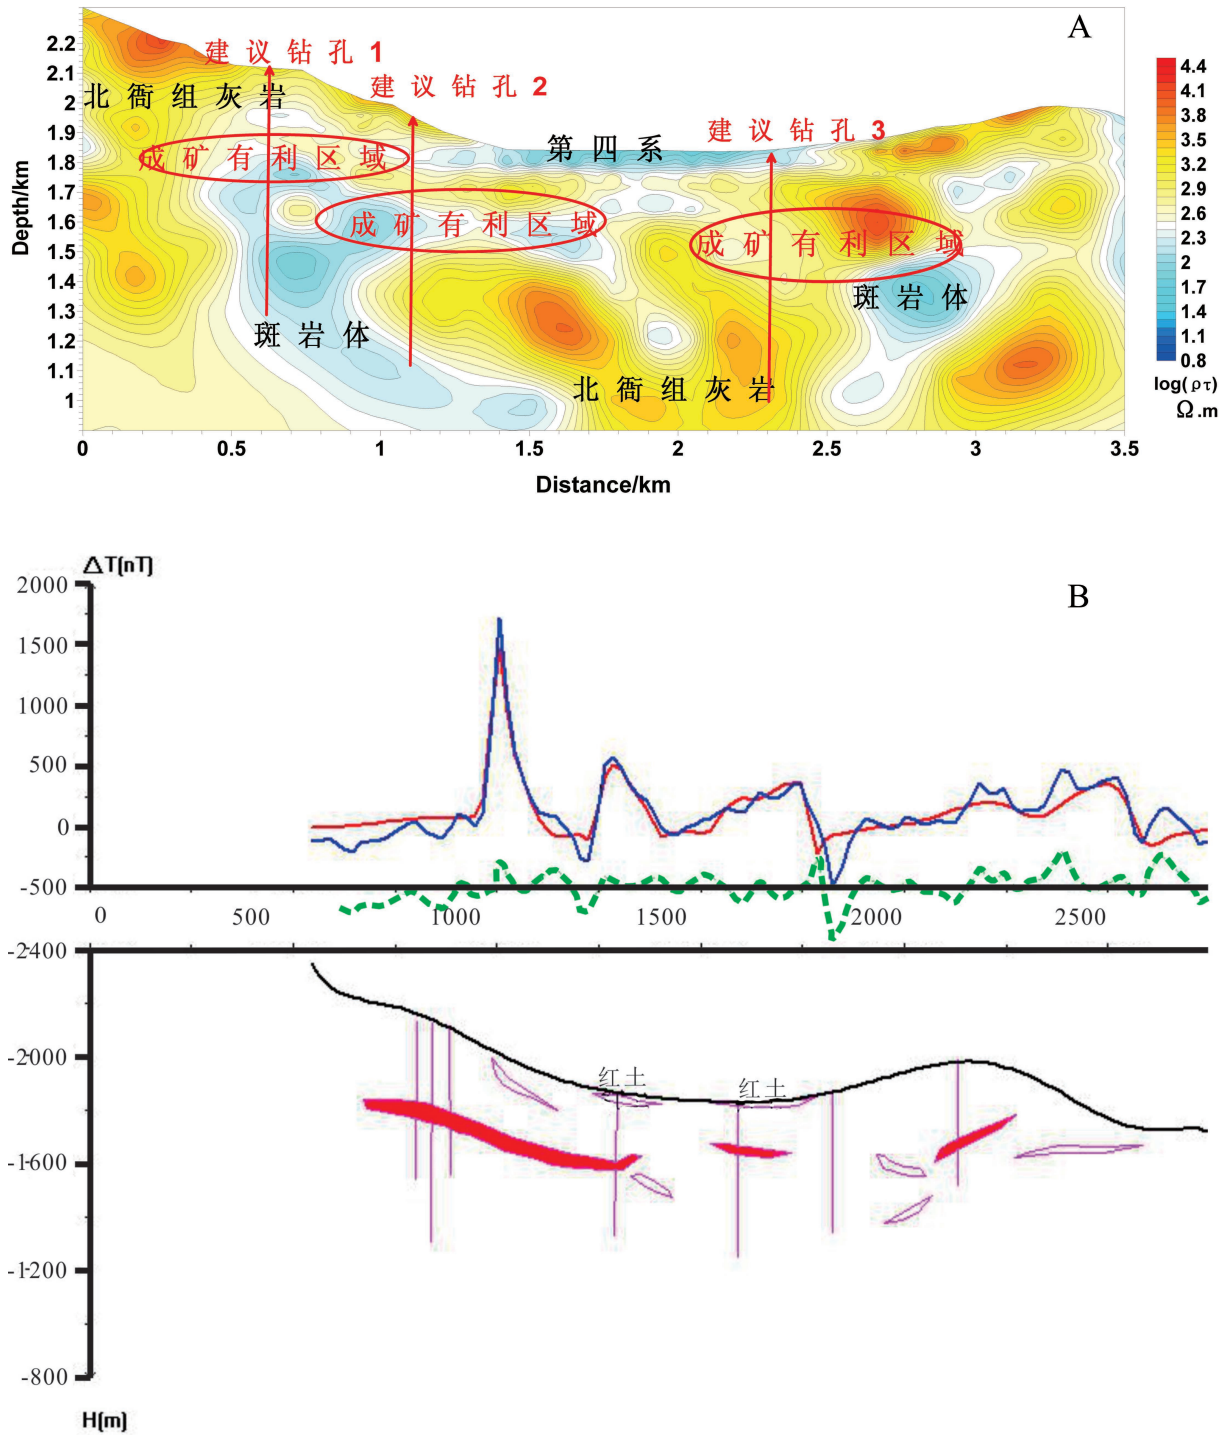 A
2.2
2.1
2
1.9
1.8
1.7
1.6
1.5
1.4
1.3
1.2
1.1
1
Depth/km
建 议 钻 孔 1
建 议 钻 孔 2
建 议 钻 孔 3
北 衙 组 灰 岩
第 四 系
成 矿 有 利 区 域
成 矿 有 利 区 域
成 矿 有 利 区 域
斑 岩 体
斑 岩 体
北 衙 组 灰 岩
0 0.5 1 1.5 2 2.5 3 3.5
Distance/km
4.4
4.1
3.8
3.5
3.2
2.9
2.6
2.3
2
1.7
1.4
1.1
0.8
log(ρτ)
Ω.m
ΔT(nT)
B
2000
1500
1000
500
0
-500
0 500 1000 1500 2000 2500
-2400
-2000
-1600
-1200
-800
H(m)
红土
红土